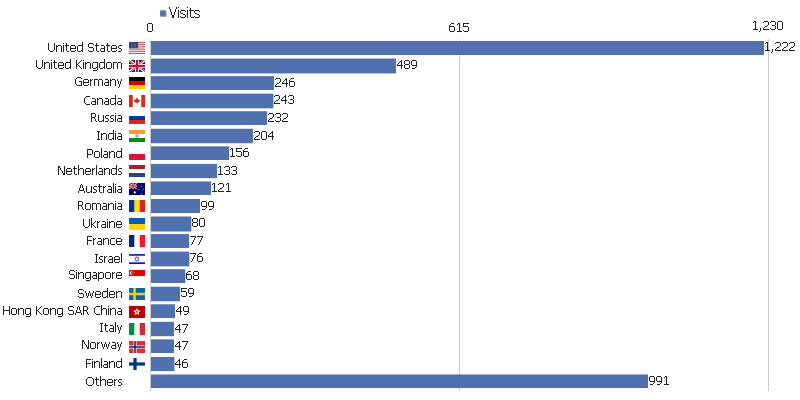 Visits
0 615 1,230
United States 1,222
United Kingdom 489
Germany 246
Canada 243
Russia 232
India 204
Poland 156
Netherlands 133
Australia 121
Romania 99
Ukraine 80
France 77
Israel 76
Singapore 68
Sweden 59
Hong Kong SAR China 49
Italy 47
Norway 47
Finland 46
Others 991